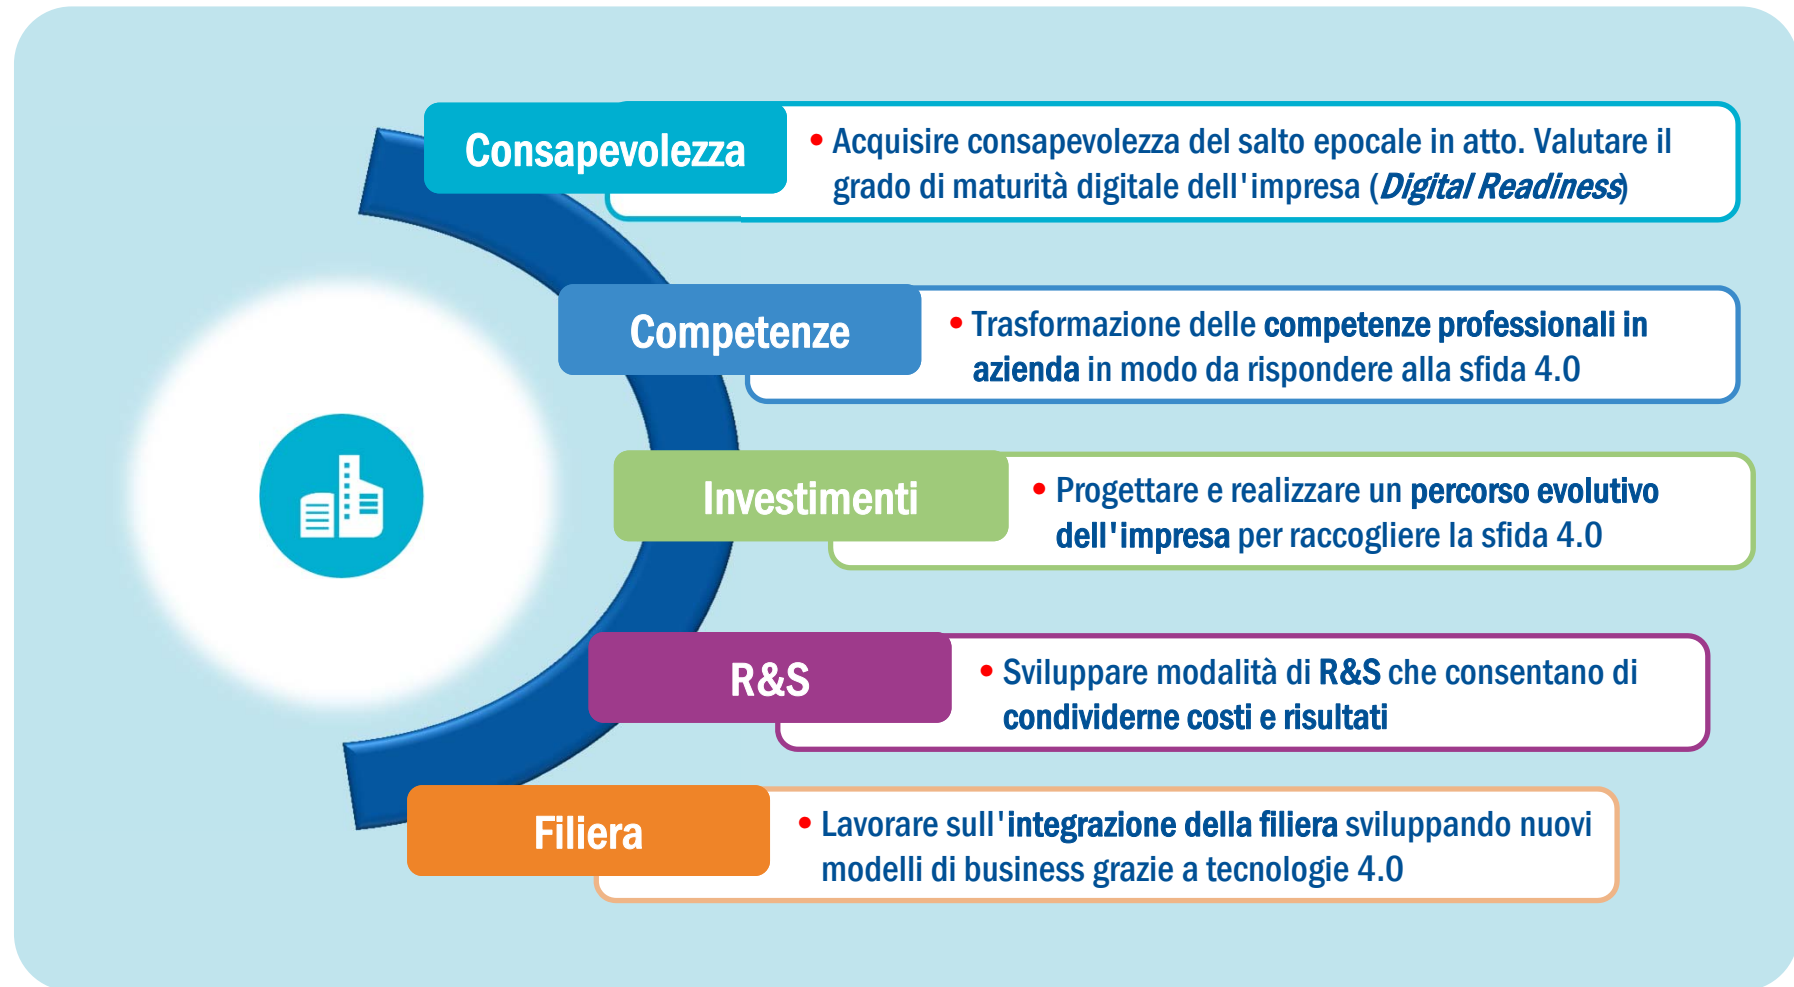 Consapevolezza
• Acquisire consapevolezza del salto epocale in atto. Valutare il
grado di maturità digitale dell'impresa (Digital Readiness)
Competenze
• Trasformazione delle competenze professionali in
azienda in modo da rispondere alla sfida 4.0
Investimenti
• Progettare e realizzare un percorso evolutivo
dell'impresa per raccogliere la sfida 4.0
R&S
• Sviluppare modalità di R&S che consentano di
condividerne costi e risultati
Filiera
• Lavorare sull'integrazione della filiera sviluppando nuovi
modelli di business grazie a tecnologie 4.0